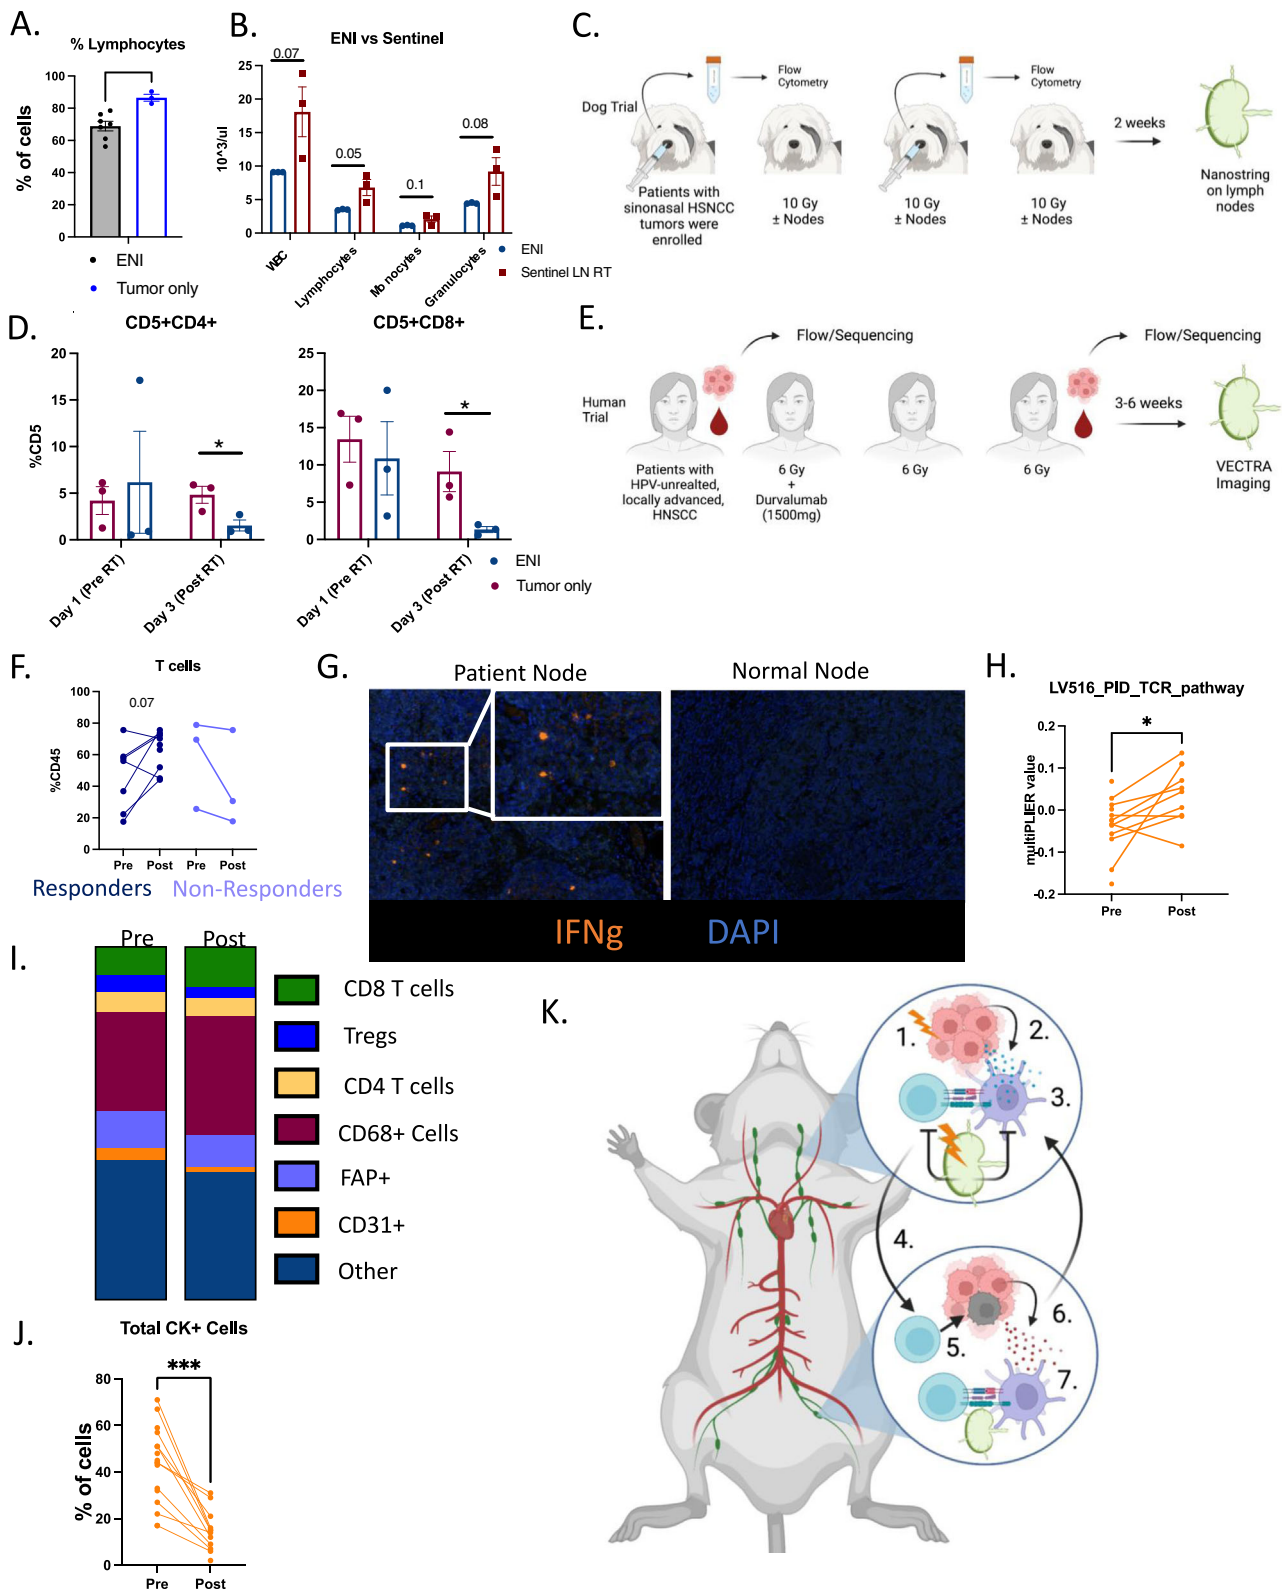 A.
% Lymphocytes
% of cells
100
80
60
40
20
0
ENI
Tumor only
B.
ENI vs Sentinel
10^3/ul
25
20
15
10
5
0
0.07
0.05
0.1
0.08
WBC
Lymphocytes
Mo nocytes
Granulocytes
ENI
Sentinel LN RT
C.
Dog Trial
Flow
Cytometry
Flow
Cytometry
2 weeks
Patients with
sinonasal HSNCC
tumors were
enrolled
10 Gy
± Nodes
10 Gy
± Nodes
10 Gy
± Nodes
Nanostring
on lymph
nodes
D.
CD5+CD4+
%CD5
20
15
10
5
0
*
Day 1 (Pre RT)
Day 3 (Post RT)
CD5+CD8+
25
20
15
10
5
0
*
Day 1 (Pre RT)
Day 3 (Post RT)
ENI
Tumor only
E.
Human
Trial
Flow/Sequencing
Flow/Sequencing
3-6 weeks
Patients with
HPV-unrealted,
locally advanced,
HNSCC
6 Gy
+
Durvalumab
(1500mg)
6 Gy
6 Gy
VECTRA
Imaging
F.
T cells
%CD45
100
80
60
40
20
0
0.07
Pre
Post
Pre
Post
Responders
Non-Responders
G.
Patient Node
Normal Node
IFNg
DAPI
H.
LV516_PID_TCR_pathway
multiPLIER value
0.2
0.1
0.0
-0.1
-0.2
*
Pre
Post
I.
Pre
Post
CD8 T cells
Tregs
CD4 T cells
CD68+ Cells
FAP+
CD31+
Other
J.
Total CK+ Cells
% of cells
80
60
40
20
0
***
Pre
Post
K.
1.
2.
3.
4.
5.
6.
7.